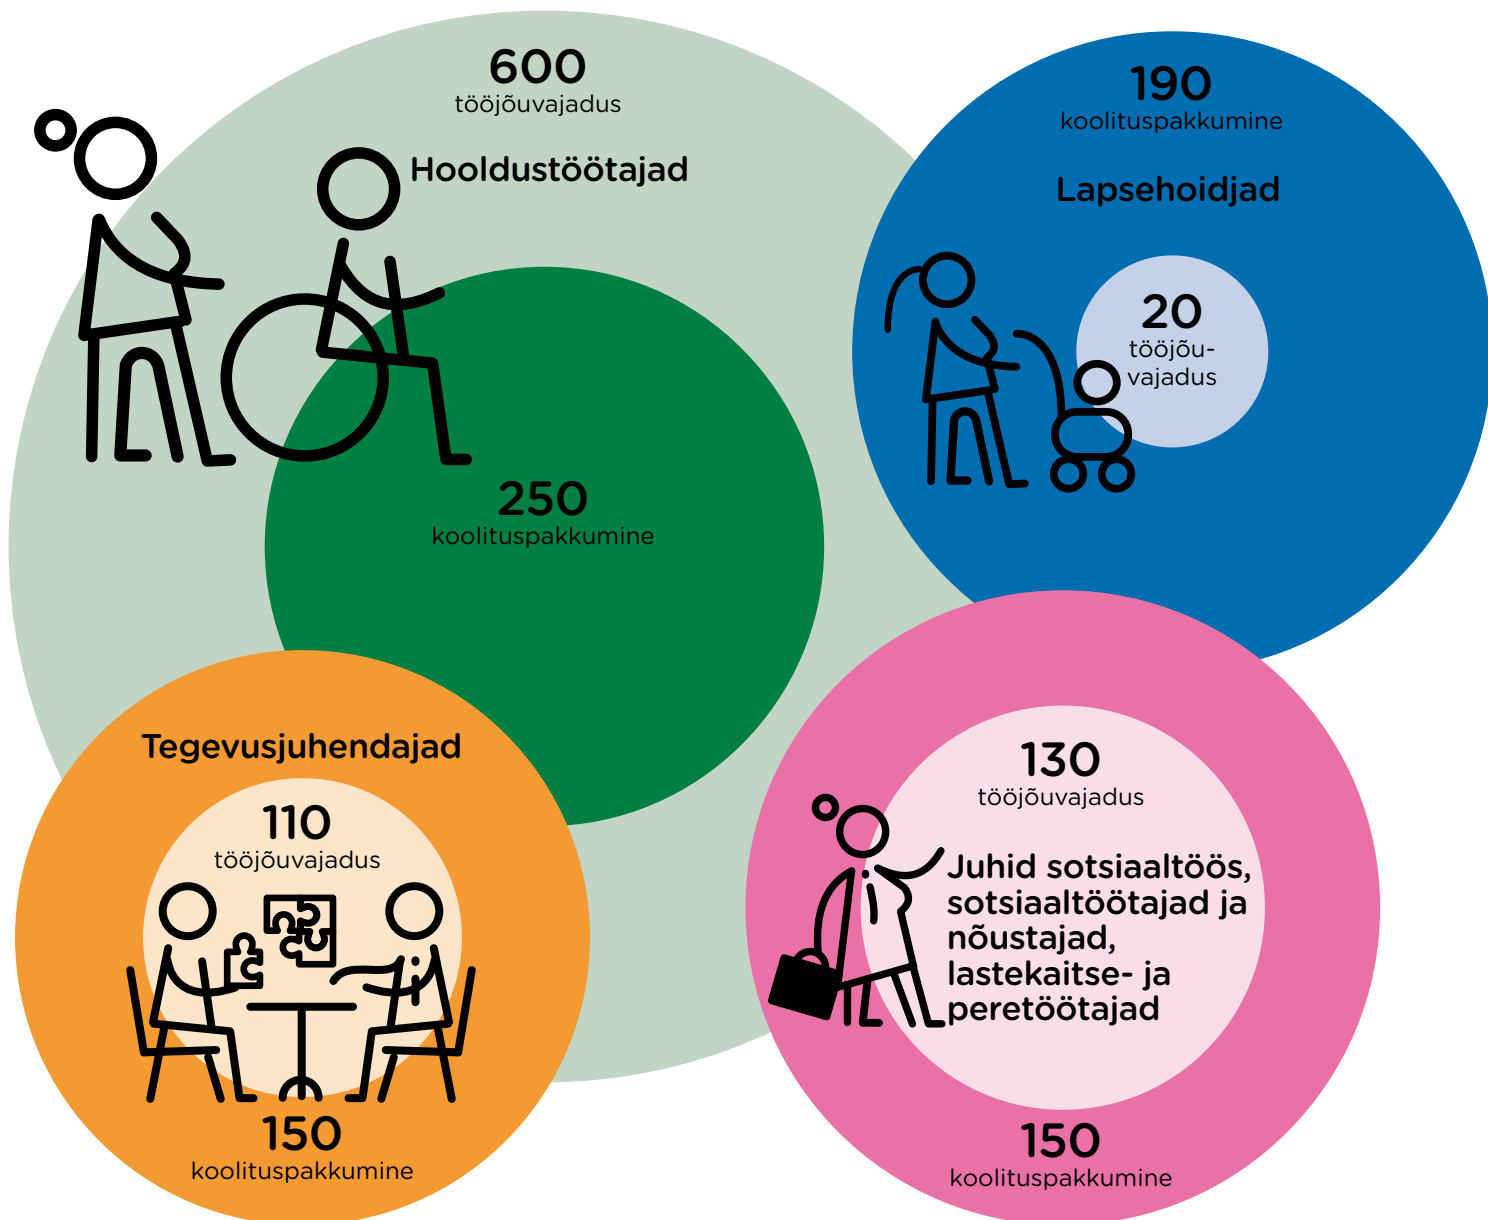 600
tööjõuvajadus
Hooldustöötajad
250
koolituspakkumine
190
koolituspakkumine
Lapsehoidjad
20
tööjõu-
vajadus
Tegevusjuhendajad
110
tööjõuvajadus
150
koolituspakkumine
130
tööjõuvajadus
Juhid sotsiaaltöös,
sotsiaaltöötajad ja
nõustajad,
lastekaitse- ja
peretöötajad
150
koolituspakkumine